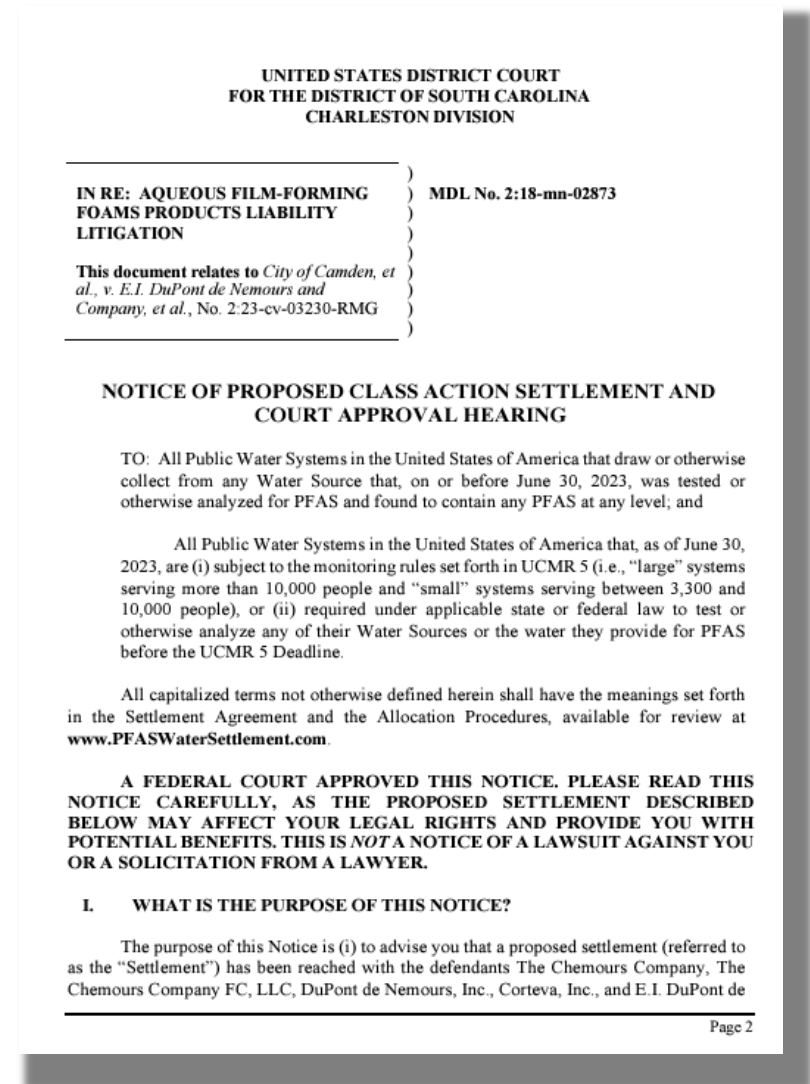 UNITED STATES DISTRICT COURT
FOR THE DISTRICT OF SOUTH CAROLINA
CHARLESTON DIVISION
IN RE: AQUEOUS FILM-FORMING
FOAMS PRODUCTS LIABILITY
LITIGATION
This document relates to City of Camden, et
al., v. E.I. DuPont de Nemours and
Company, et al., No. 2:23-cv-03230-RMG
)
) MDL No. 2:18-mn-02873
)
)
)
)
)
)
)
NOTICE OF PROPOSED CLASS ACTION SETTLEMENT AND
COURT APPROVAL HEARING
TO: All Public Water Systems in the United States of America that draw or otherwise
collect from any Water Source that, on or before June 30, 2023, was tested or
otherwise analyzed for PFAS and found to contain any PFAS at any level; and
All Public Water Systems in the United States of America that, as of June 30,
2023, are (i) subject to the monitoring rules set forth in UCMR 5 (i.e., “large” systems
serving more than 10,000 people and “small” systems serving between 3,300 and
10,000 people), or (ii) required under applicable state or federal law to test or
otherwise analyze any of their Water Sources or the water they provide for PFAS
before the UCMR 5 Deadline.
All capitalized terms not otherwise defined herein shall have the meanings set forth
in the Settlement Agreement and the Allocation Procedures, available for review at
www.PFASWaterSettlement.com.
A FEDERAL COURT APPROVED THIS NOTICE. PLEASE READ THIS
NOTICE CAREFULLY, AS THE PROPOSED SETTLEMENT DESCRIBED
BELOW MAY AFFECT YOUR LEGAL RIGHTS AND PROVIDE YOU WITH
POTENTIAL BENEFITS. THIS IS NOT A NOTICE OF A LAWSUIT AGAINST YOU
OR A SOLICITATION FROM A LAWYER.
I. WHAT IS THE PURPOSE OF THIS NOTICE?
The purpose of this Notice is (i) to advise you that a proposed settlement (referred to
as the “Settlement”) has been reached with the defendants The Chemours Company, The
Chemours Company FC, LLC, DuPont de Nemours, Inc., Corteva, Inc., and E.I. DuPont de
Page 2